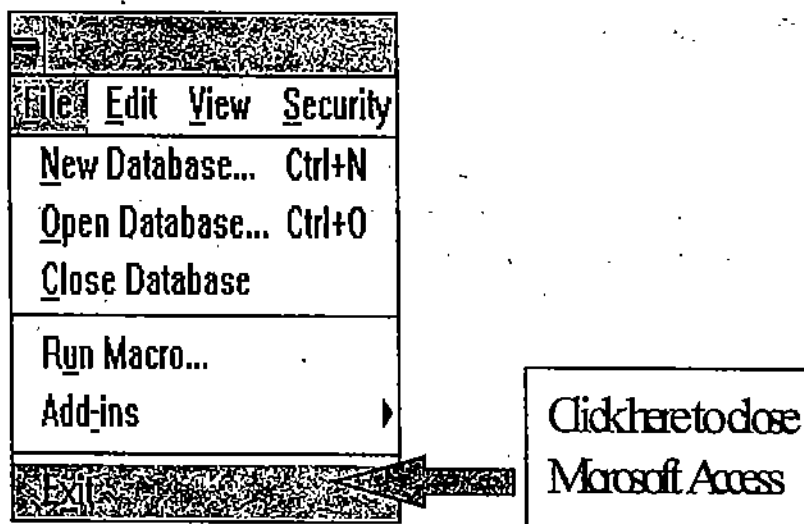 File Edit View Security
New Database... Ctrl+N
Open Database... Ctrl+O
Close Database
Run Macro...
Add-ins
Exit
Click here to close
Microsoft Access